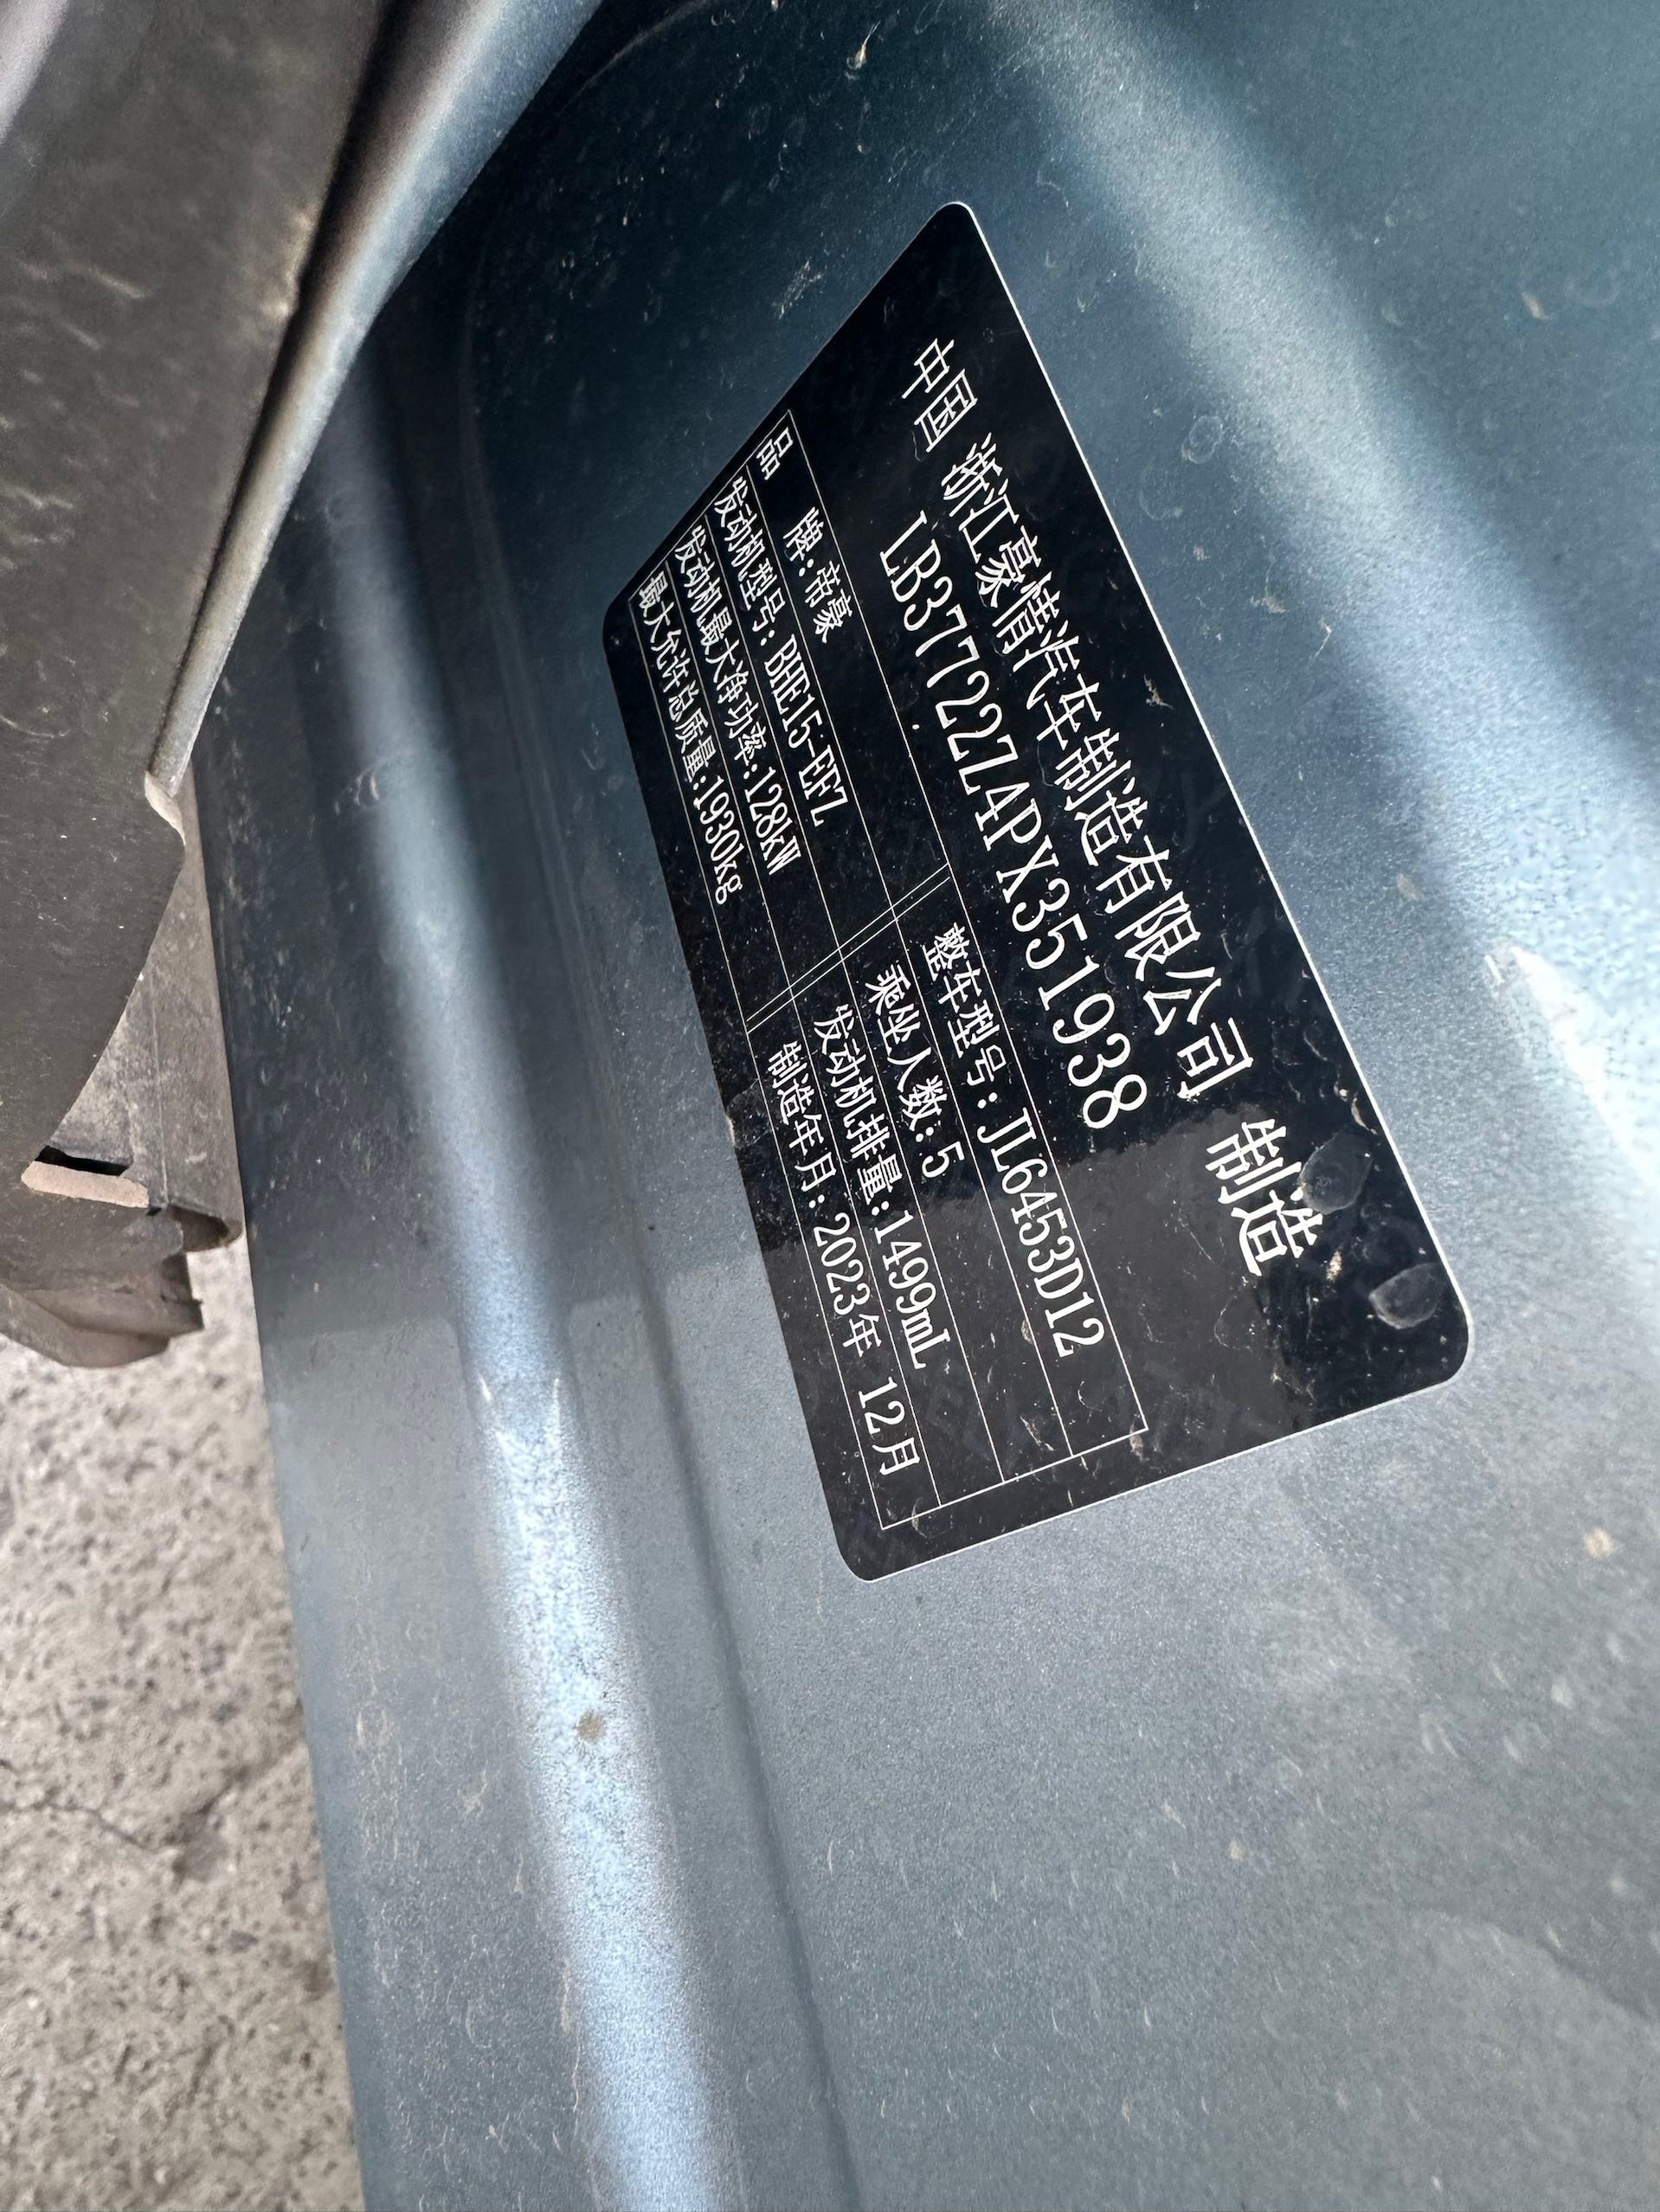 中国 浙江豪情汽车制造有限公司 制造
LB37722Z4PX351938
品 牌:帝豪 整车型号:JL6453D12
发动机型号:BHE15-EFZ 乘坐人数:5
发动机最大净功率:128kW 发动机排量:1499mL
最大允许总质量:1930kg 制造年月:2023年 12月